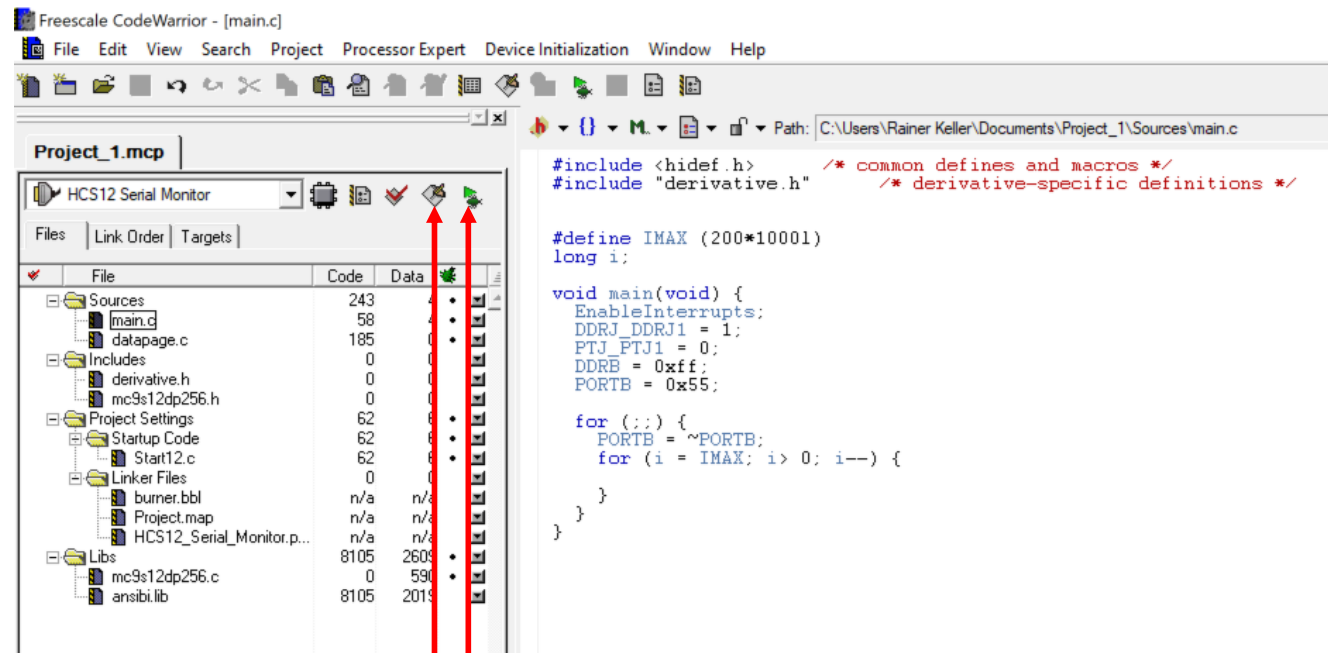 Freescale CodeWarrior - [main.c]
File Edit View Search Project Processor Expert Device Initialization Window Help
Path: C:\Users\Rainer Keller\Documents\Project_1\Sources\main.c
Project_1.mcp
HCS12 Serial Monitor
Files Link Order Targets
File Code Data
Sources 243
main.c 58
datapage.c 185
Includes 0
derivative.h 0
mc9s12dp256.h 0
Project Settings 62
Startup Code 62
Start12.c 62
Linker Files 0
burner.bbl n/a
Project.map n/a
HCS12_Serial_Monitor.p... n/a
Libs 8105
mc9s12dp256.c 0
ansibi.lib 8105
#include <hidef.h> /* common defines and macros */
#include "derivative.h" /* derivative-specific definitions */
#define IMAX (200*1000l)
long i;
void main(void) {
EnableInterrupts;
DDRJ_DDRJ1 = 1;
PTJ_PTJ1 = 0;
DDRB = 0xff;
PORTB = 0x55;
for (;;) {
PORTB = ~PORTB;
for (i = IMAX; i> 0; i--) {
}
}
}